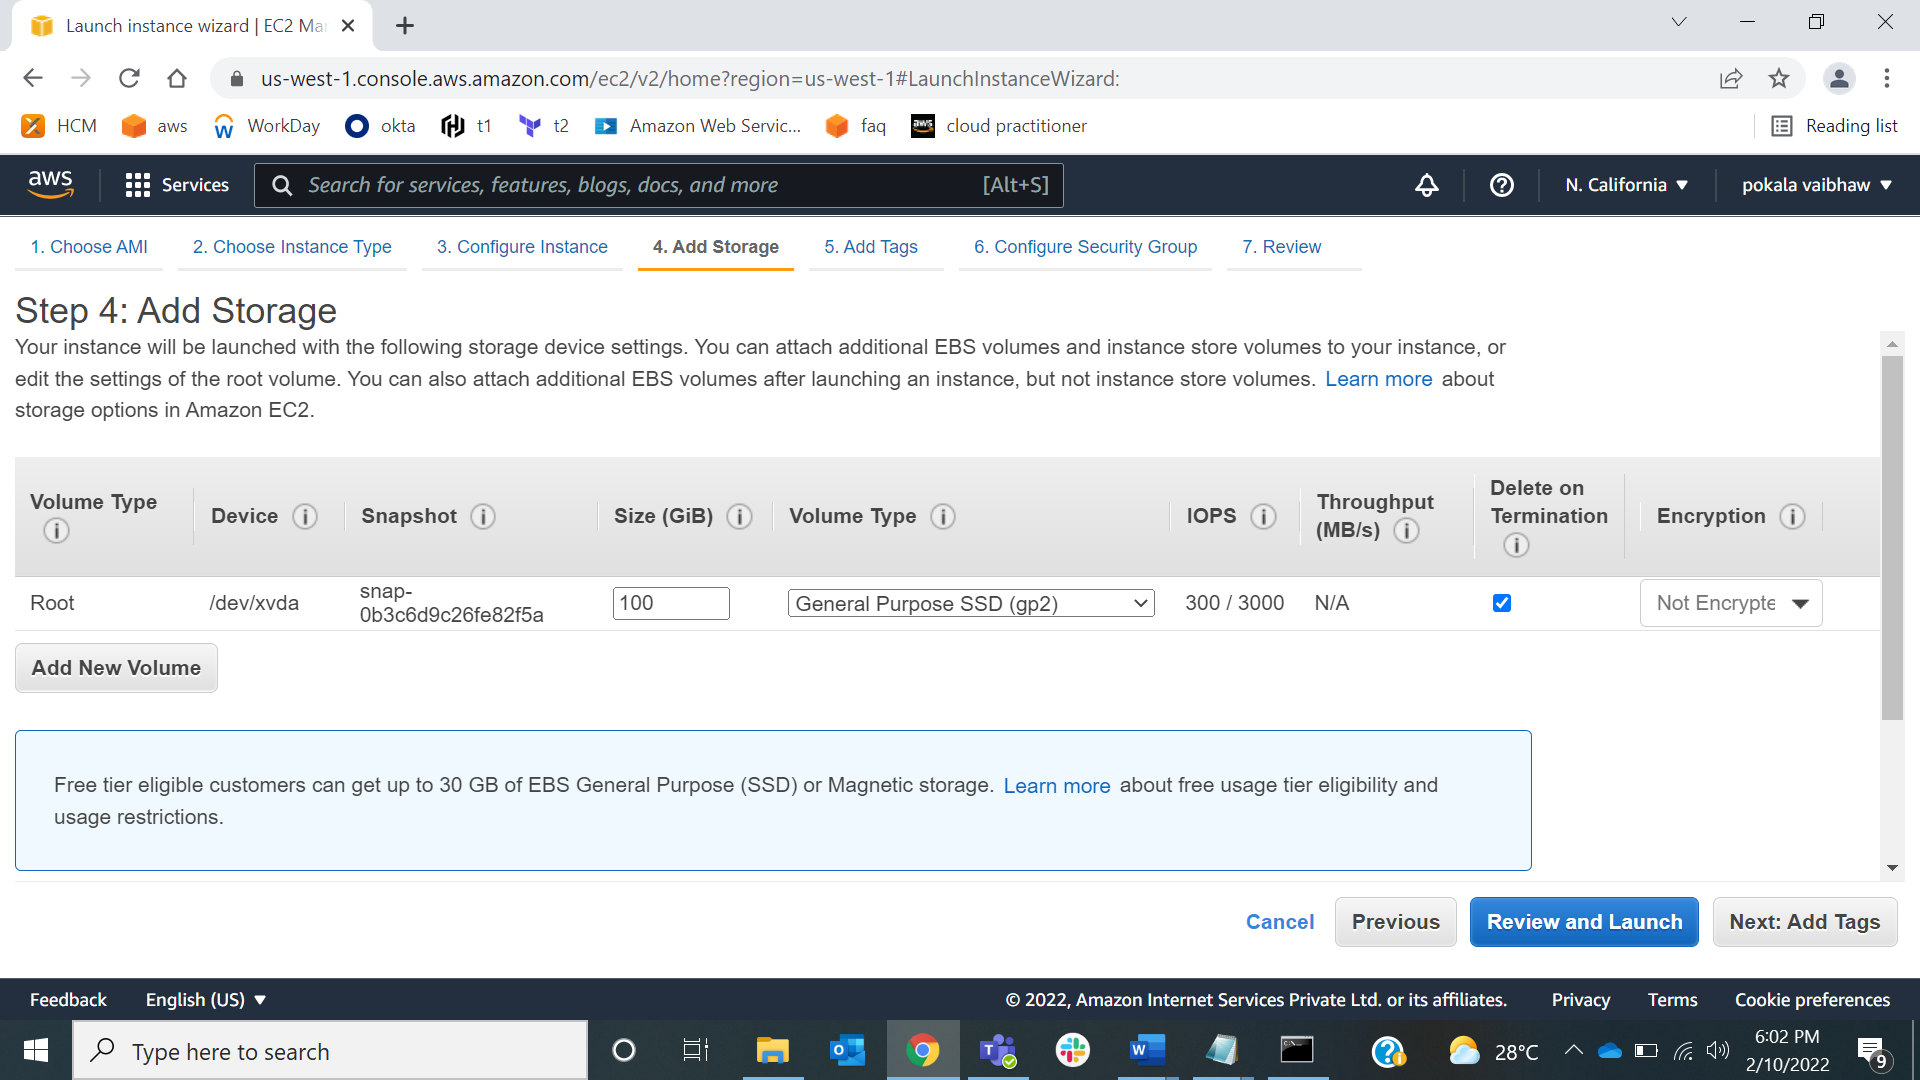 Launch instance wizard | EC2 Ma
us-west-1.console.aws.amazon.com/ec2/v2/home?region=us-west-1#LaunchInstanceWizard:
HCM aws WorkDay okta t1 t2 Amazon Web Servic... faq cloud practitioner Reading list
aws Services Search for services, features, blogs, docs, and more [Alt+S] N. California pokala vaibhaw
1. Choose AMI 2. Choose Instance Type 3. Configure Instance 4. Add Storage 5. Add Tags 6. Configure Security Group 7. Review
Step 4: Add Storage
Your instance will be launched with the following storage device settings. You can attach additional EBS volumes and instance store volumes to your instance, or
edit the settings of the root volume. You can also attach additional EBS volumes after launching an instance, but not instance store volumes. Learn more about
storage options in Amazon EC2.
Volume Type Device Snapshot Size (GiB) Volume Type IOPS Throughput (MB/s) Delete on Termination Encryption
Root /dev/xvda snap-0b3c6d9c26fe82f5a 100 General Purpose SSD (gp2) 300 / 3000 N/A Not Encrypte
Add New Volume
Free tier eligible customers can get up to 30 GB of EBS General Purpose (SSD) or Magnetic storage. Learn more about free usage tier eligibility and
usage restrictions.
Cancel Previous Review and Launch Next: Add Tags
Feedback English (US) © 2022, Amazon Internet Services Private Ltd. or its affiliates. Privacy Terms Cookie preferences
Type here to search 28°C 6:02 PM
2/10/2022 9